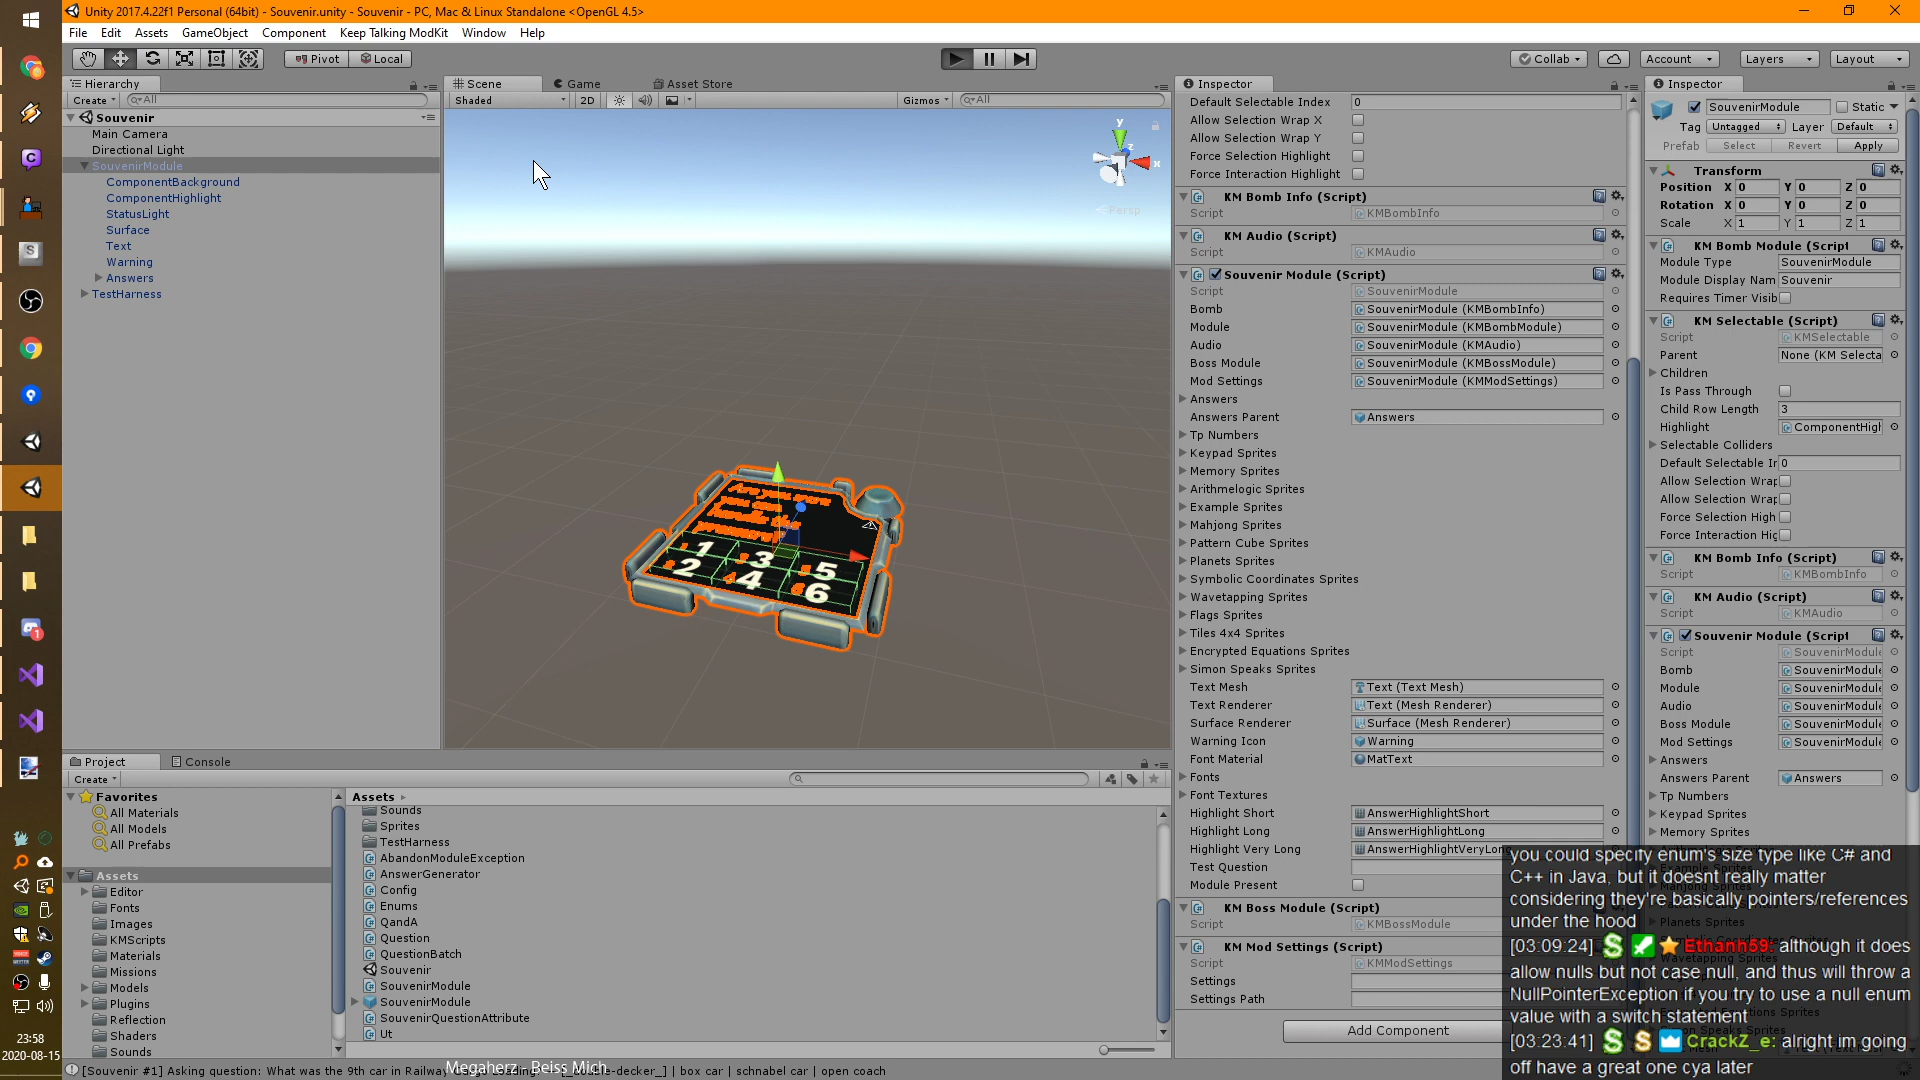 Unity 2017.4.22f1 Personal (64bit) - Souvenir.unity - Souvenir - PC, Mac & Linux Standalone <OpenGL 4.5>
File Edit Assets GameObject Component Keep Talking ModKit Window Help
Pivot Local Collab Account Layers Layout
Hierarchy
Create All
Souvenir
Main Camera
Directional Light
SouvenirModule
ComponentBackground
ComponentHighlight
StatusLight
Surface
Text
Warning
Answers
TestHarness
Scene Game Asset Store
Shaded 2D Gizmos All
y
z
x
Persp
1 3 5
2 4 6
Inspector
Default Selectable Index 0
Allow Selection Wrap X
Allow Selection Wrap Y
Force Selection Highlight
Force Interaction Highlight
KM Bomb Info (Script)
Script KMBombInfo
KM Audio (Script)
Script KMAudio
Souvenir Module (Script)
Script SouvenirModule
Bomb SouvenirModule (KMBombInfo)
Module SouvenirModule (KMBombModule)
Audio SouvenirModule (KMAudio)
Boss Module SouvenirModule (KMBossModule)
Mod Settings SouvenirModule (KMModSettings)
Answers
Answers Parent Answers
Tp Numbers
Keypad Sprites
Memory Sprites
Arithmelogic Sprites
Example Sprites
Mahjong Sprites
Pattern Cube Sprites
Planets Sprites
Symbolic Coordinates Sprites
Wavetapping Sprites
Flags Sprites
Tiles 4x4 Sprites
Encrypted Equations Sprites
Simon Speaks Sprites
Text Mesh Text (Text Mesh)
Text Renderer Text (Mesh Renderer)
Surface Renderer Surface (Mesh Renderer)
Warning Icon Warning
Font Material MatText
Fonts
Font Textures
Highlight Short AnswerHighlightShort
Highlight Long AnswerHighlightLong
Highlight Very Long AnswerHighlightVeryLong
Test Question
Module Present
KM Boss Module (Script)
Script KMBossModule
KM Mod Settings (Script)
Script KMModSettings
Settings
Settings Path
Add Component
Inspector
SouvenirModule Static
Tag Untagged Layer Default
Prefab Select Revert Apply
Transform
Position X 0 Y 0 Z 0
Rotation X 0 Y 0 Z 0
Scale X 1 Y 1 Z 1
KM Bomb Module (Script
Module Type SouvenirModule
Module Display Nam Souvenir
Requires Timer Visib
KM Selectable (Script)
Script KMSelectable
Parent None (KM Selecta
Children
Is Pass Through
Child Row Length 3
Highlight ComponentHigl
Selectable Colliders
Default Selectable Ir 0
Allow Selection Wrap
Allow Selection Wrap
Force Selection High
Force Interaction Hig
KM Bomb Info (Script)
Script KMBombInfo
KM Audio (Script)
Script KMAudio
Souvenir Module (Script
Script SouvenirModule
Bomb SouvenirModule
Module SouvenirModule
Audio SouvenirModule
Boss Module SouvenirModule
Mod Settings SouvenirModule
Answers
Answers Parent Answers
Tp Numbers
Keypad Sprites
Memory Sprites
Project Console
Create
Favorites
All Materials
All Models
All Prefabs
Assets
Editor
Fonts
Images
KMScripts
Materials
Missions
Models
Plugins
Reflection
Shaders
Sounds
Assets
Sounds
Sprites
TestHarness
AbandonModuleException
AnswerGenerator
Config
Enums
QandA
Question
QuestionBatch
Souvenir
SouvenirModule
SouvenirModule
SouvenirQuestionAttribute
Ut
you could specify enum's size type like C# and
C++ in Java, but it doesnt really matter
considering they're basically pointers/references
under the hood
[03:09:24] Ethanh59: although it does
allow nulls but not case null, and thus will throw a
NullPointerException if you try to use a null enum
value with a switch statement
[03:23:41] CrackZ_e: alright im going
off have a great one cya later
23:58
2020-08-15
[Souvenir #1] Asking question: What was the 9th car in Railway | box car | schnabel car | open coach
Megaherz - Beiss Mich